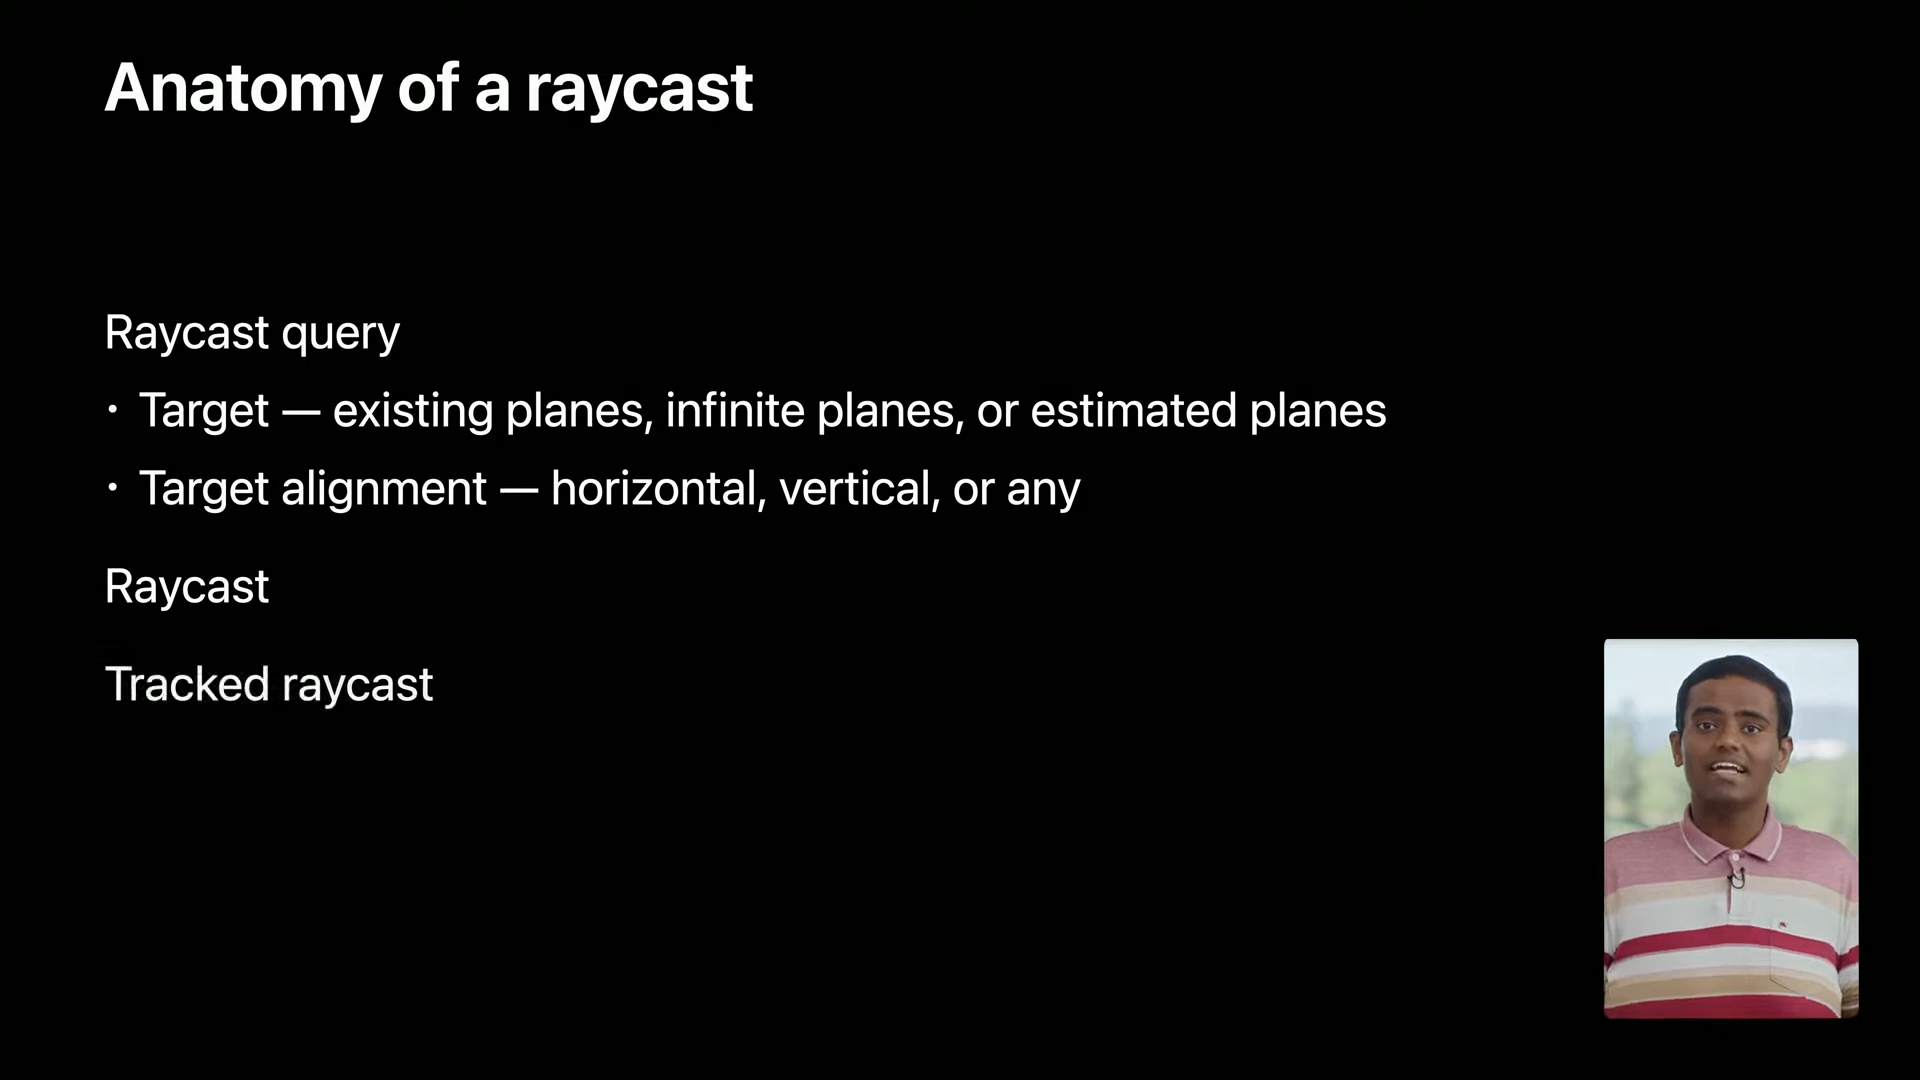 Anatomy of a raycast
Raycast query
• Target — existing planes, infinite planes, or estimated planes
• Target alignment — horizontal, vertical, or any
Raycast
Tracked raycast